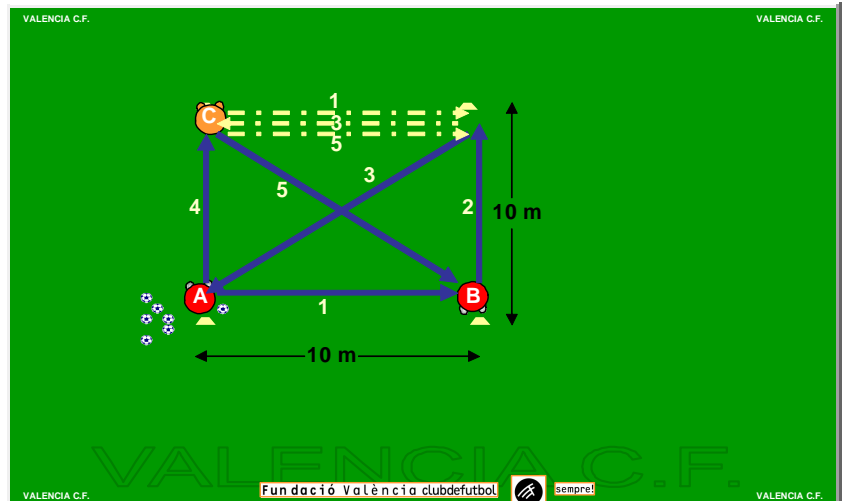 VALENCIA C.F.
VALENCIA C.F.
1
C
3
5
3
5
4
2
10 m
A
B
1
10 m
VALENCIA C.F.
Fundació València clubdefutbol
sempre!
VALENCIA C.F.
VALENCIA C.F.